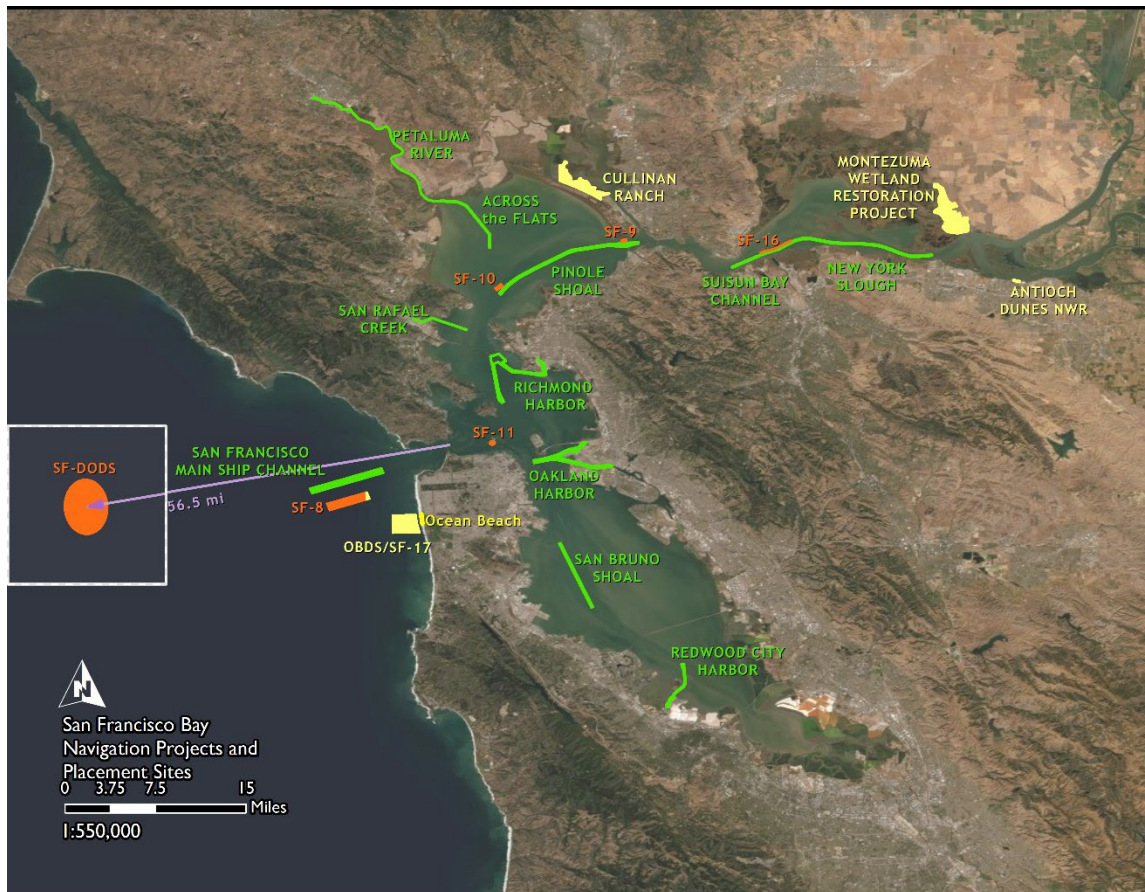 PETALUMA
RIVER
CULLINAN
RANCH
MONTEZUMA
WETLAND
RESTORATION
PROJECT
ACROSS
the FLATS
SF-9
SF-16
SF-10
PINOLE
SHOAL
SUISUN BAY
CHANNEL
NEW YORK
SLOUGH
ANTIOCH
DUNES NWR
SAN RAFAEL
CREEK
RICHMOND
HARBOR
SF-11
SAN FRANCISCO
MAIN SHIP CHANNEL
SF-DODS
56.5 mi
SF-8
OAKLAND
HARBOR
Ocean Beach
OBDS/SF-17
SAN BRUNO
SHOAL
REDWOOD CITY
HARBOR
N
San Francisco Bay
Navigation Projects and
Placement Sites
0 3.75 7.5 15
Miles
1:550,000